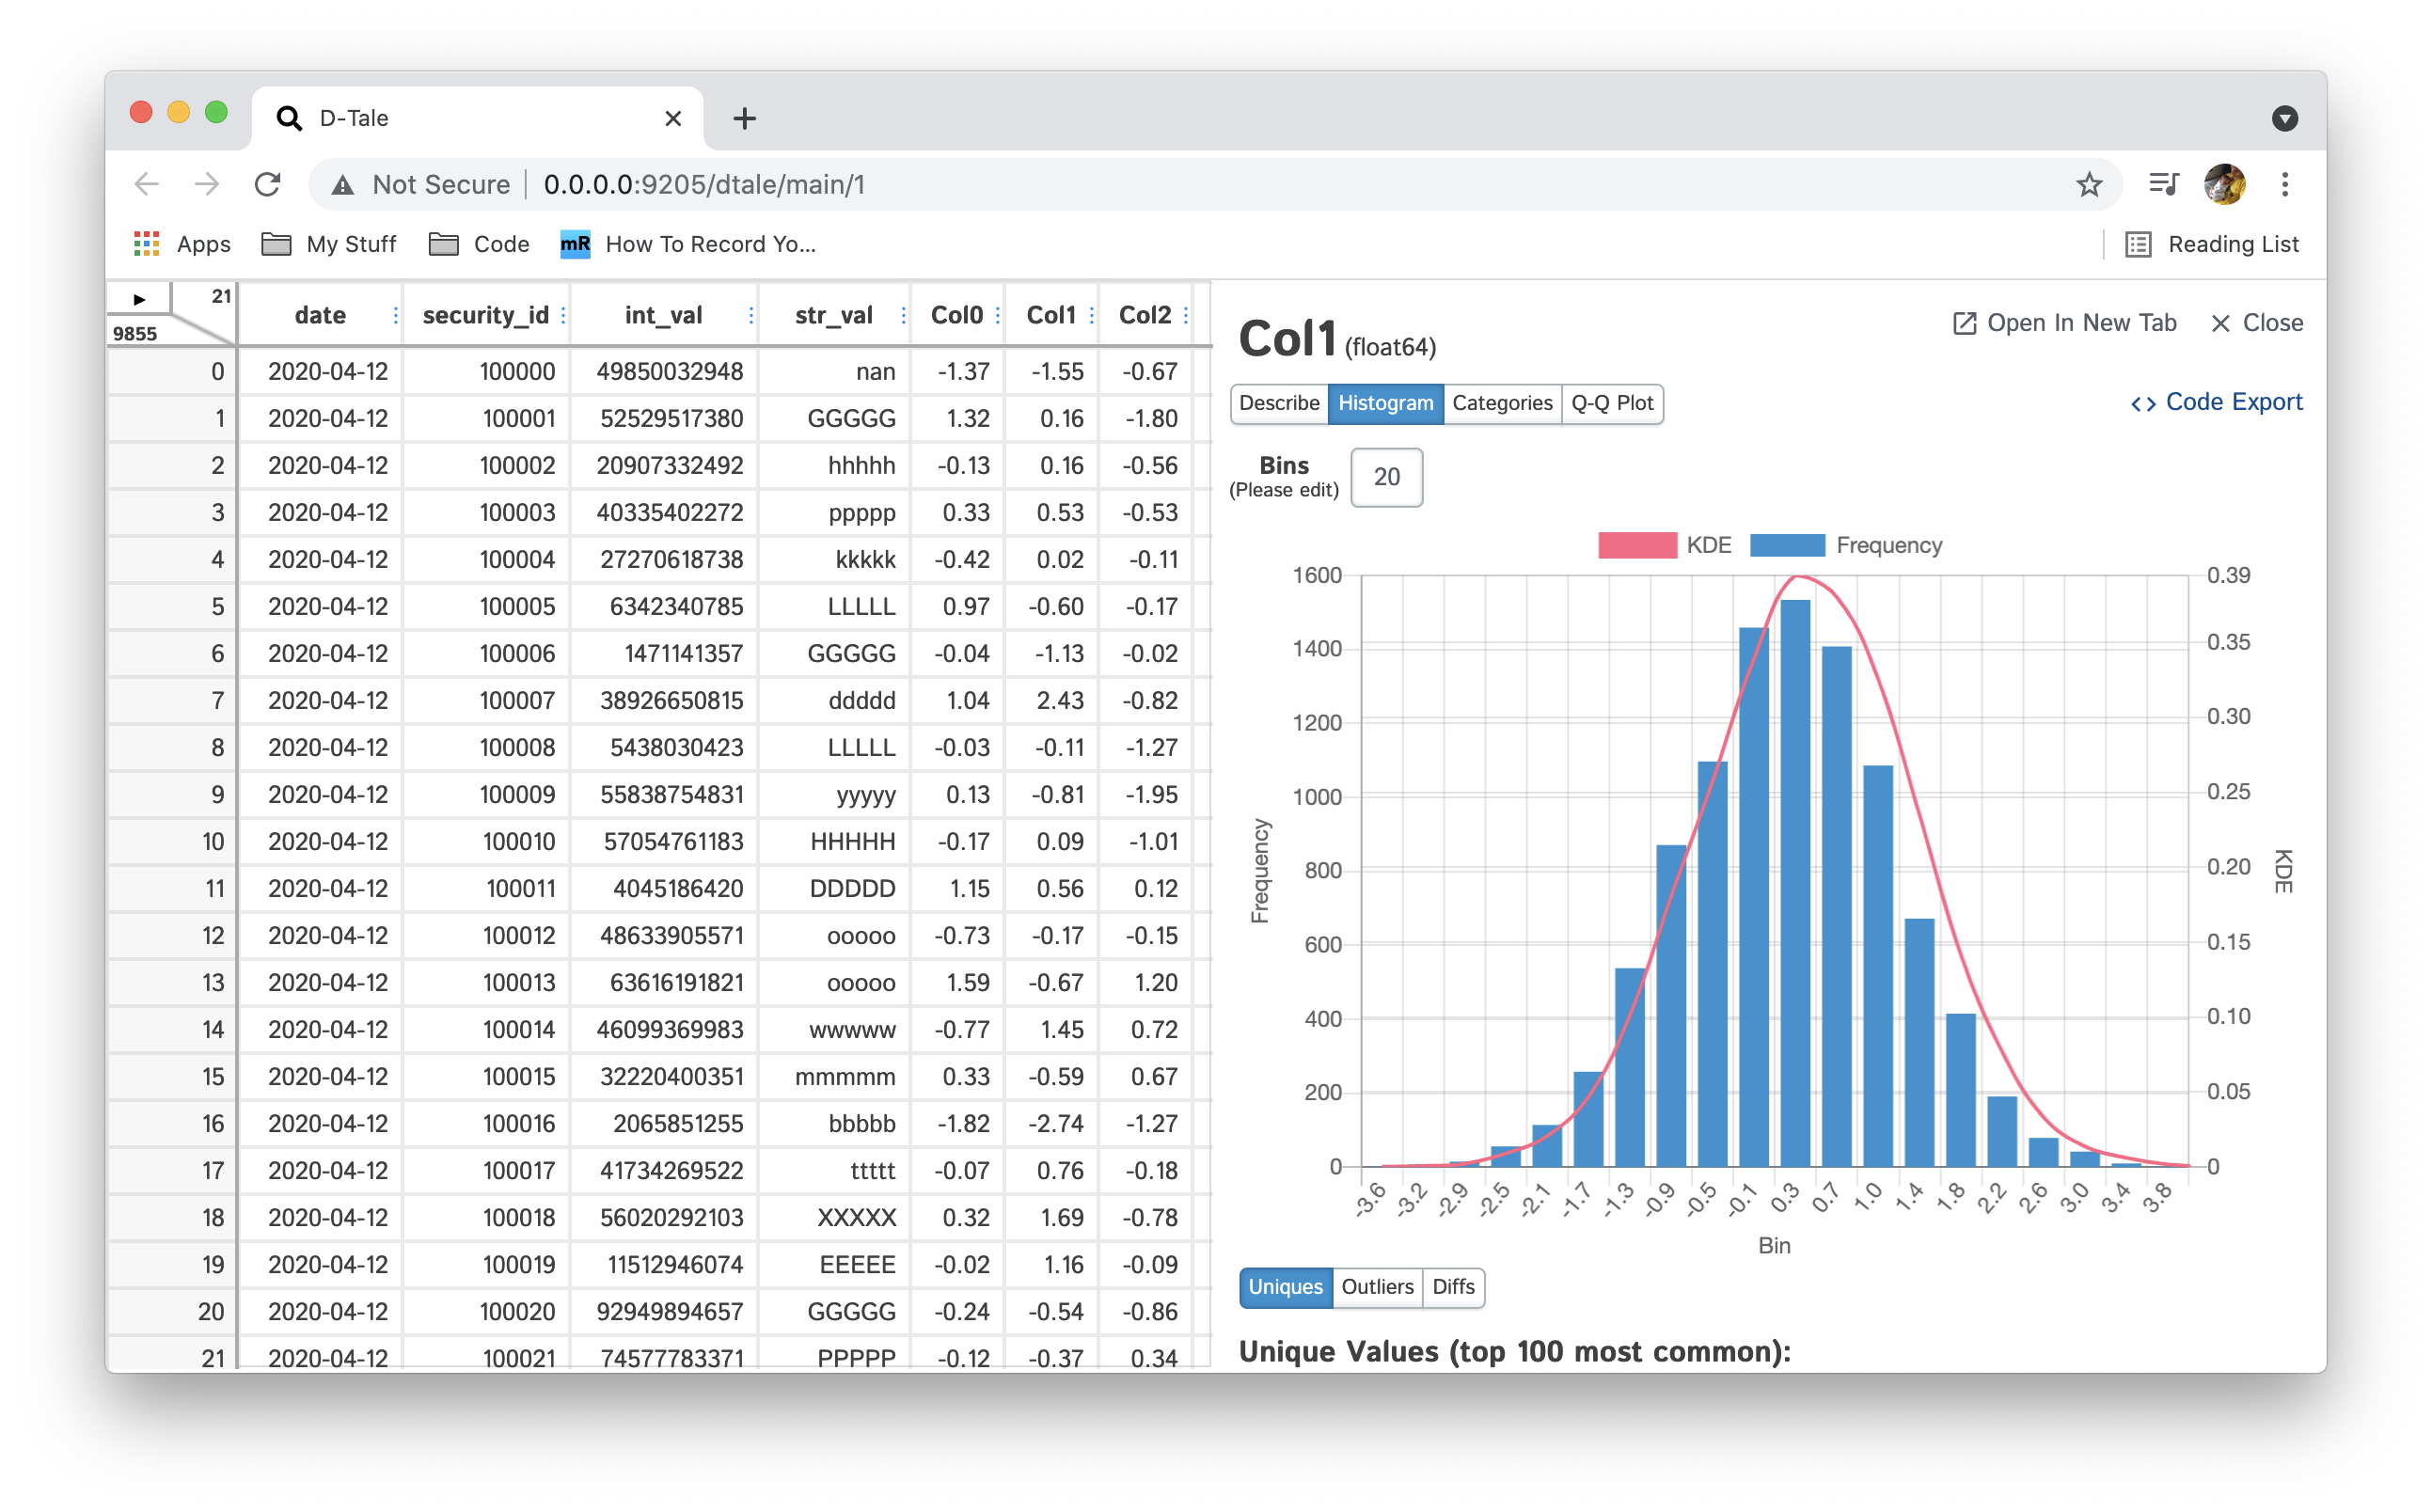 D-Tale
Not Secure 0.0.0.0:9205/dtale/main/1
Apps My Stuff Code mR How To Record Yo... Reading List
▶ 21
9855
date security_id int_val str_val Col0 Col1 Col2
0 2020-04-12 100000 49850032948 nan -1.37 -1.55 -0.67
1 2020-04-12 100001 52529517380 GGGGG 1.32 0.16 -1.80
2 2020-04-12 100002 20907332492 hhhhh -0.13 0.16 -0.56
3 2020-04-12 100003 40335402272 ppppp 0.33 0.53 -0.53
4 2020-04-12 100004 27270618738 kkkkk -0.42 0.02 -0.11
5 2020-04-12 100005 6342340785 LLLLL 0.97 -0.60 -0.17
6 2020-04-12 100006 1471141357 GGGGG -0.04 -1.13 -0.02
7 2020-04-12 100007 38926650815 ddddd 1.04 2.43 -0.82
8 2020-04-12 100008 5438030423 LLLLL -0.03 -0.11 -1.27
9 2020-04-12 100009 55838754831 yyyyy 0.13 -0.81 -1.95
10 2020-04-12 100010 57054761183 HHHHH -0.17 0.09 -1.01
11 2020-04-12 100011 4045186420 DDDDD 1.15 0.56 0.12
12 2020-04-12 100012 48633905571 ooooo -0.73 -0.17 -0.15
13 2020-04-12 100013 63616191821 ooooo 1.59 -0.67 1.20
14 2020-04-12 100014 46099369983 wwwww -0.77 1.45 0.72
15 2020-04-12 100015 32220400351 mmmmm 0.33 -0.59 0.67
16 2020-04-12 100016 2065851255 bbbbb -1.82 -2.74 -1.27
17 2020-04-12 100017 41734269522 ttttt -0.07 0.76 -0.18
18 2020-04-12 100018 56020292103 XXXXX 0.32 1.69 -0.78
19 2020-04-12 100019 11512946074 EEEEE -0.02 1.16 -0.09
20 2020-04-12 100020 92949894657 GGGGG -0.24 -0.54 -0.86
21 2020-04-12 100021 74577783371 PPPPP -0.12 -0.37 0.34
Col1 (float64)
Open In New Tab Close
Describe Histogram Categories Q-Q Plot
Code Export
Bins
(Please edit)
20
KDE Frequency
1600
1400
1200
1000
800
600
400
200
0
Frequency
0.39
0.35
0.30
0.25
0.20
0.15
0.10
0.05
0
KDE
-3.6 -3.2 -2.9 -2.5 -2.1 -1.7 -1.3 -0.9 -0.5 -0.1 0.3 0.7 1.0 1.4 1.8 2.2 2.6 3.0 3.4 3.8
Bin
Uniques Outliers Diffs
Unique Values (top 100 most common):